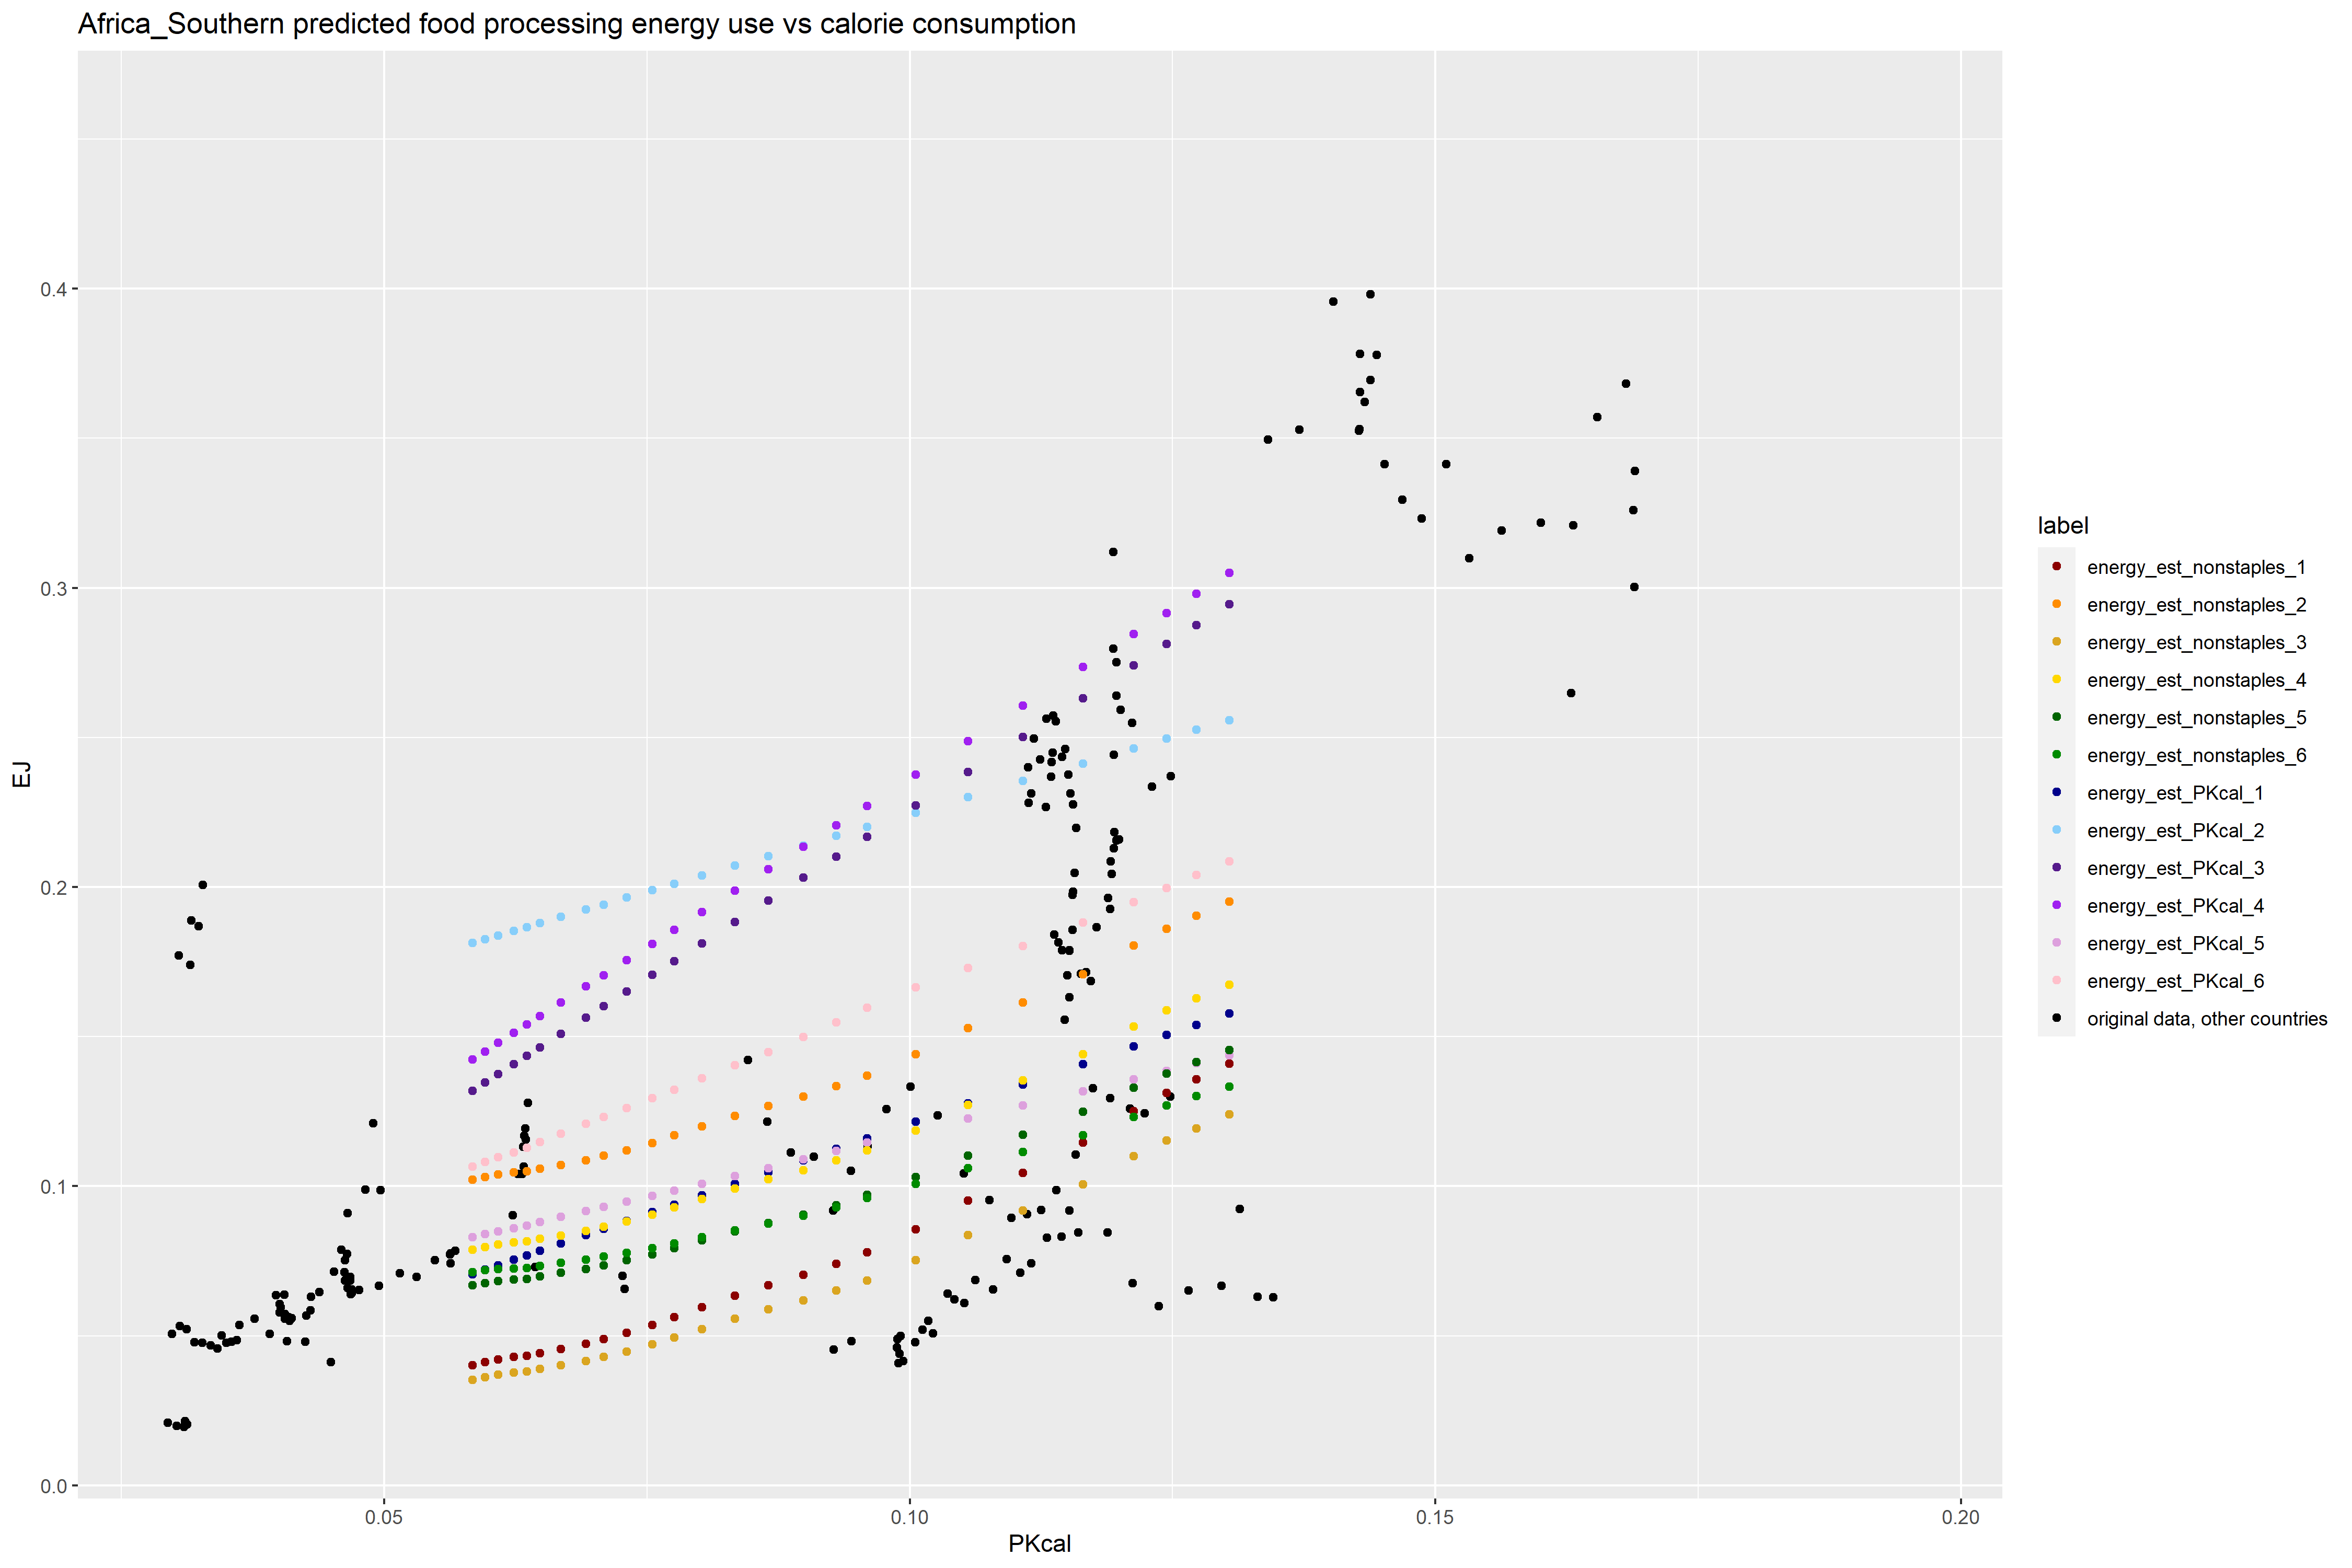 Africa_Southern predicted food processing energy use vs calorie consumption
EJ
0.4
0.3
0.2
0.1
0.0
0.05
0.10
0.15
0.20
PKcal
label
energy_est_nonstaples_1
energy_est_nonstaples_2
energy_est_nonstaples_3
energy_est_nonstaples_4
energy_est_nonstaples_5
energy_est_nonstaples_6
energy_est_PKcal_1
energy_est_PKcal_2
energy_est_PKcal_3
energy_est_PKcal_4
energy_est_PKcal_5
energy_est_PKcal_6
original data, other countries